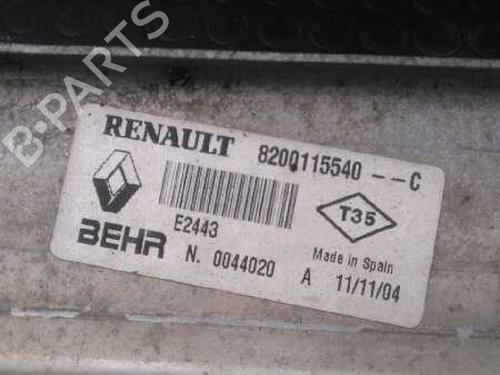 RENAULT 8200115540 -- C
E2443
T35
BEHR
Made in Spain
N. 0044020 A 11/11/04
B-PARTS